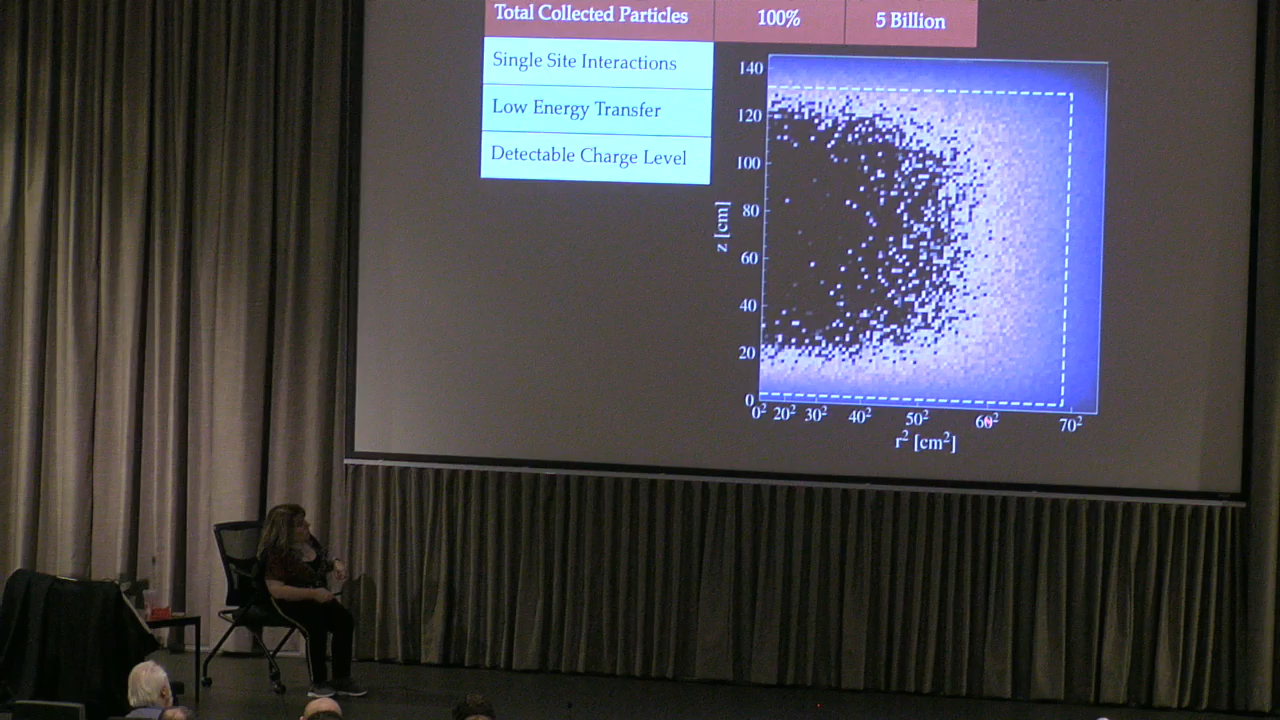 Total Collected Particles 100% 5 Billion
Single Site Interactions
Low Energy Transfer
Detectable Charge Level
140
120
100
80
60
40
20
0
z [cm]
0² 20² 30² 40² 50² 60² 70²
r² [cm²]